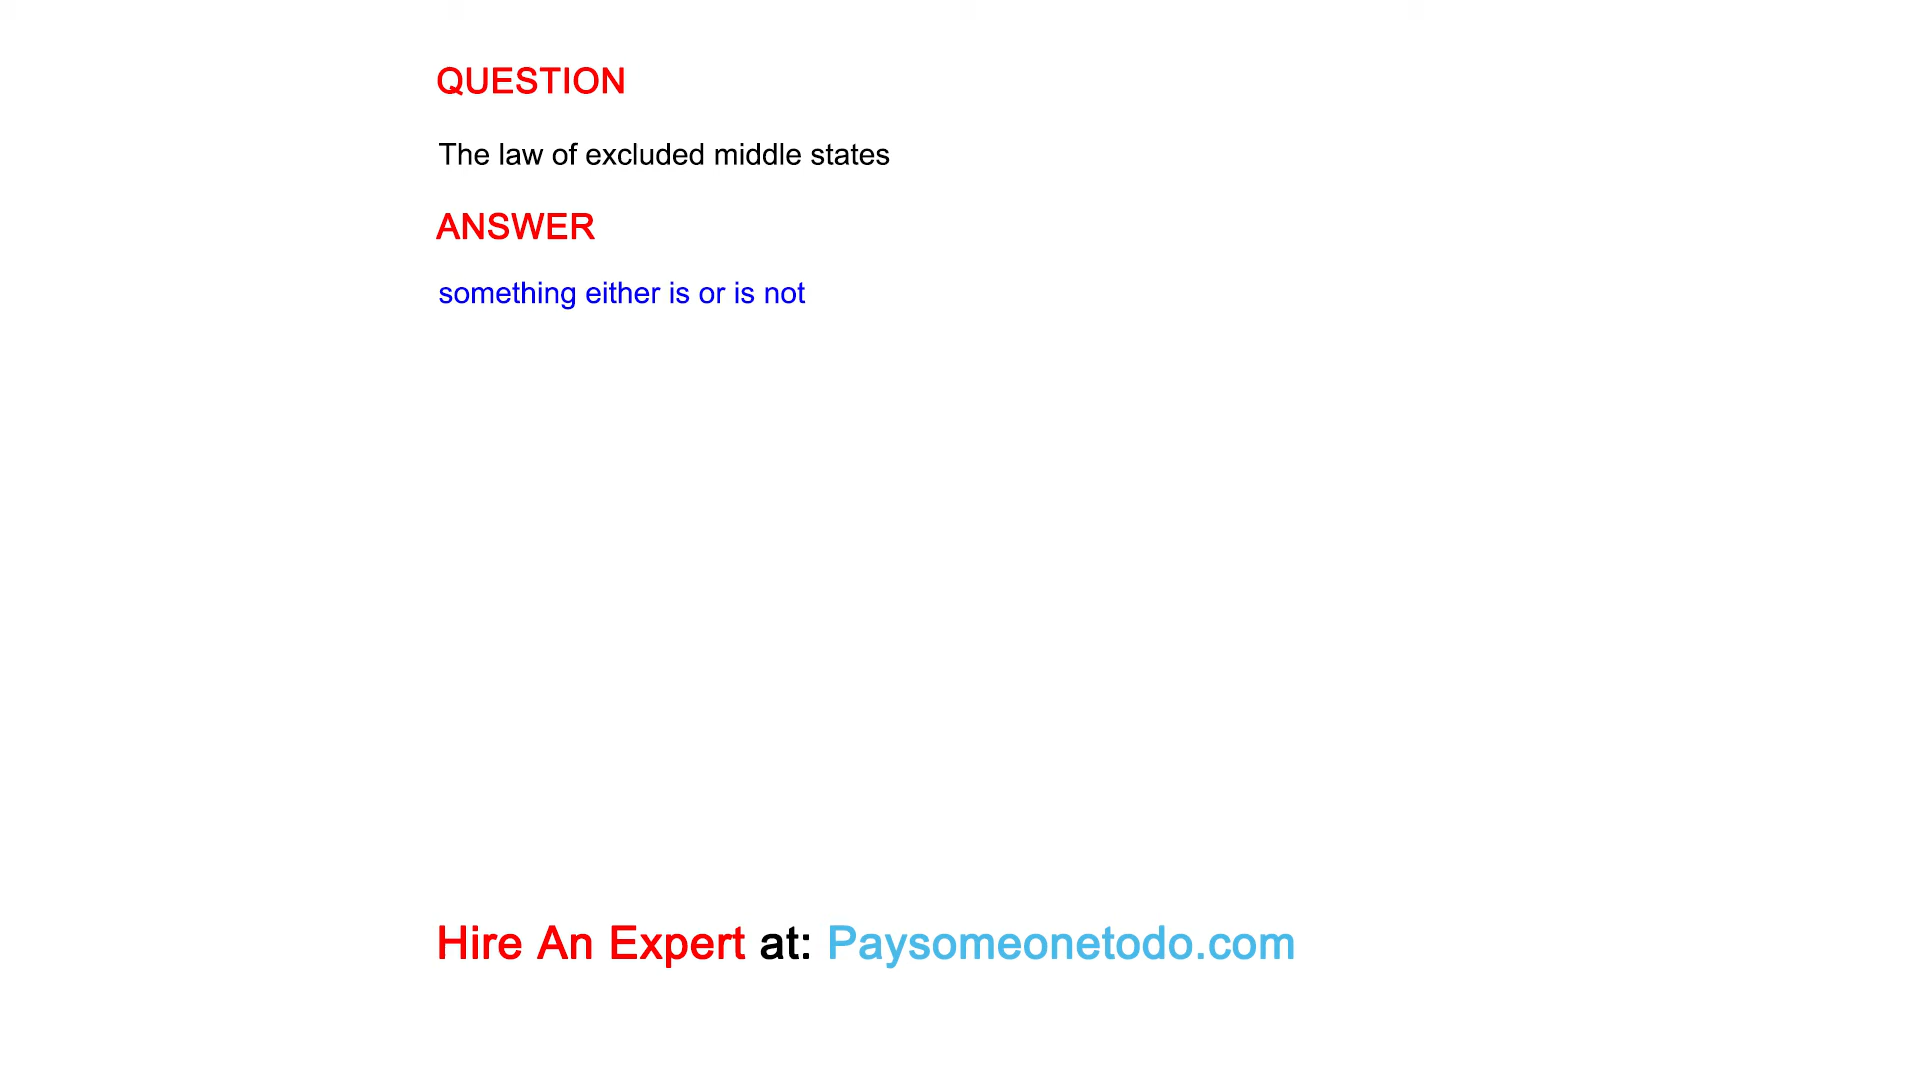 QUESTION
The law of excluded middle states
ANSWER
something either is or is not
Hire An Expert at: Paysomeonetodo.com